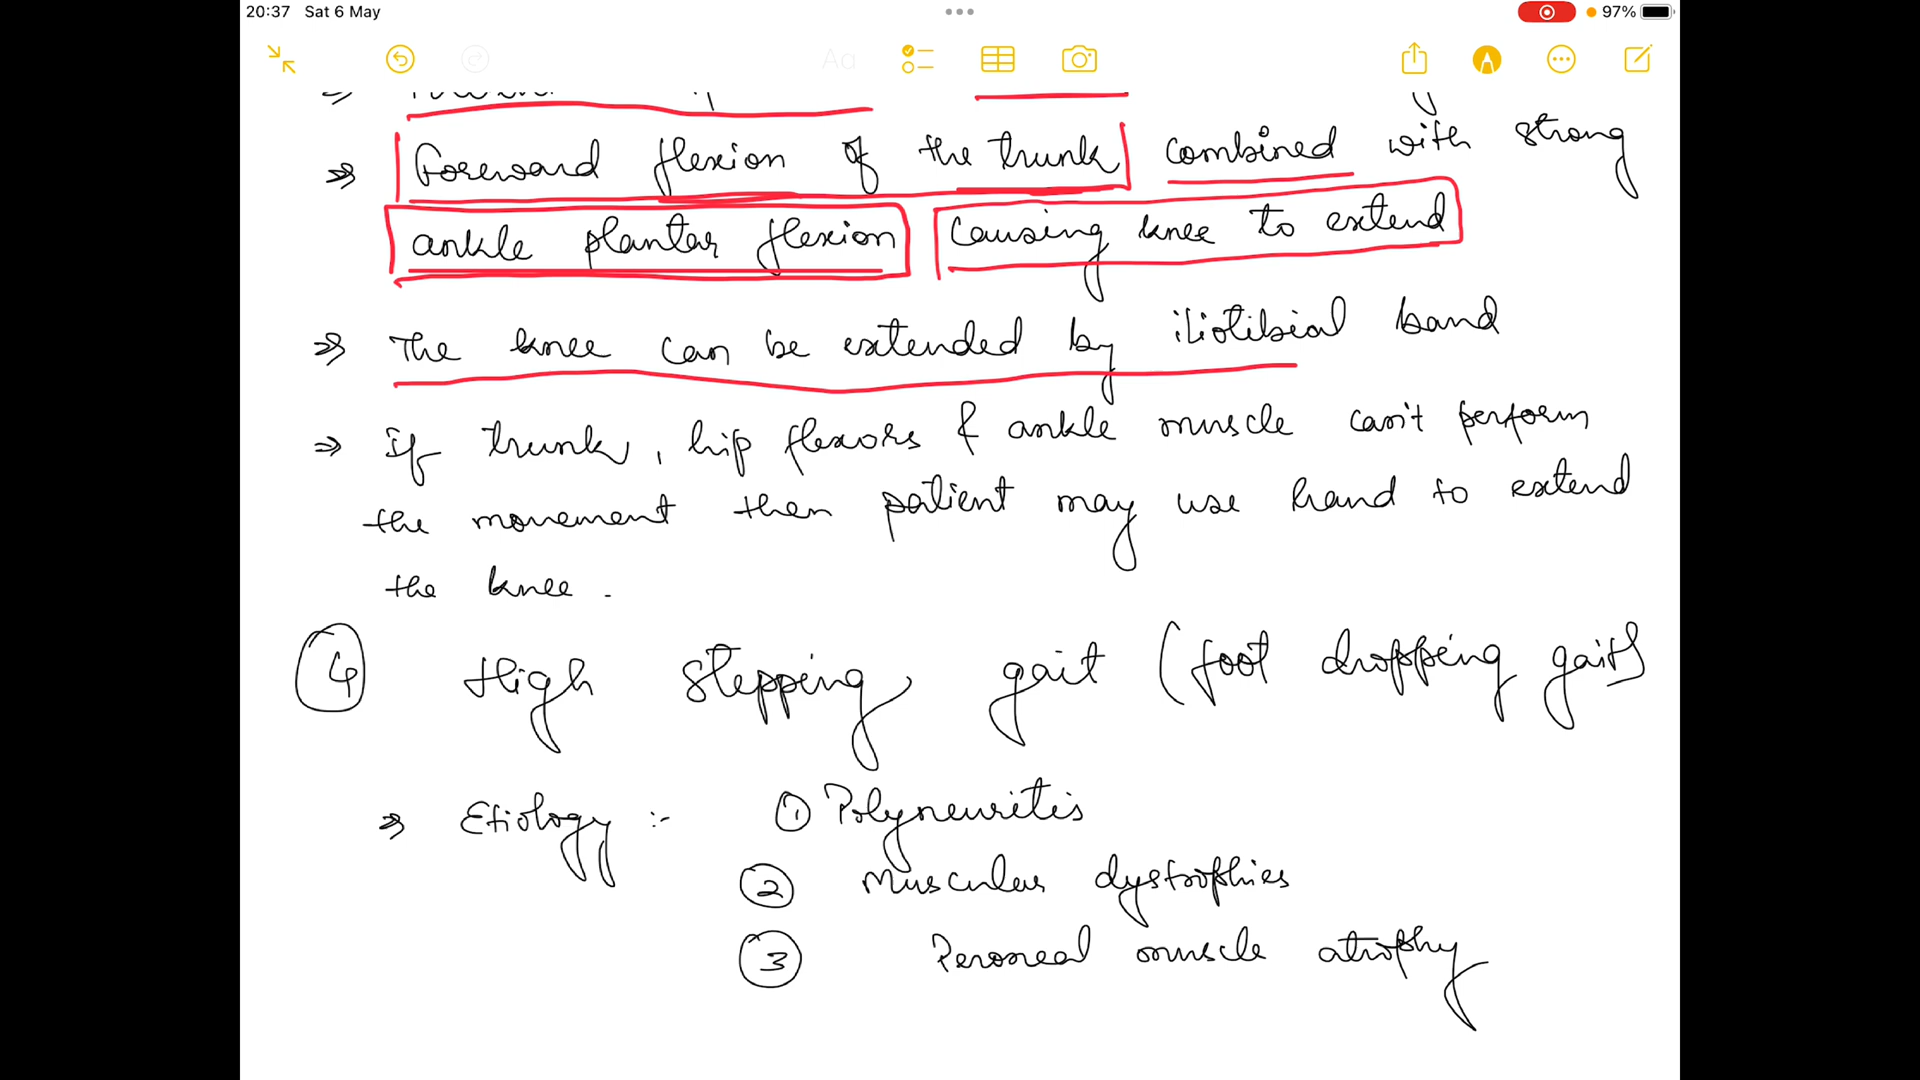 20:37 Sat 6 May
97%
Aa
⇒ Foreward flexion of the trunk combined with strong
ankle plantar flexion causing knee to extend
⇒ The knee can be extended by iliotibial band
⇒ If trunk, hip flexors & ankle muscle can't perform
the movement then patient may use hand to extend
the knee.
④ High stepping gait (foot dropping gait)
⇒ Etiology :- ① Polyneuritis
② Muscular dystrophies
③ Peroneal muscle atrophy